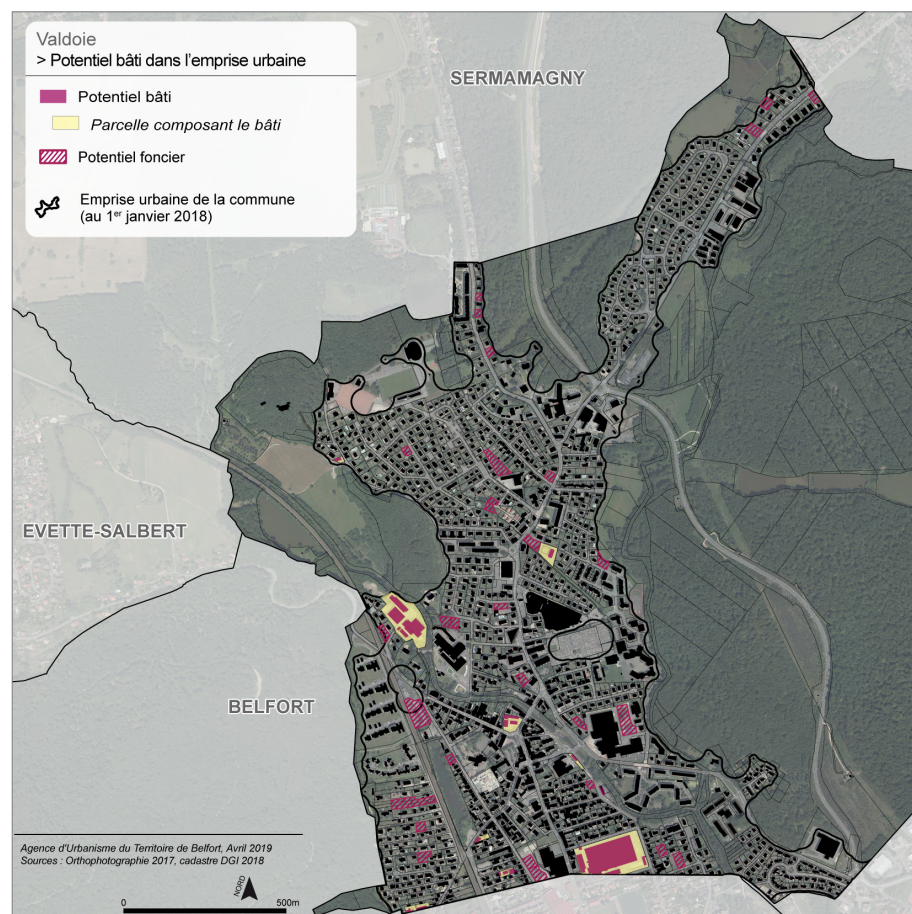 Valdoie
> Potentiel bâti dans l'emprise urbaine
Potentiel bâti
Parcelle composant le bâti
Potentiel foncier
Emprise urbaine de la commune
(au 1er janvier 2018)
SERMAMAGNY
EVETTE-SALBERT
BELFORT
Agence d'Urbanisme du Territoire de Belfort, Avril 2019
Sources : Orthophotographie 2017, cadastre DGI 2018
NORD
0 500m